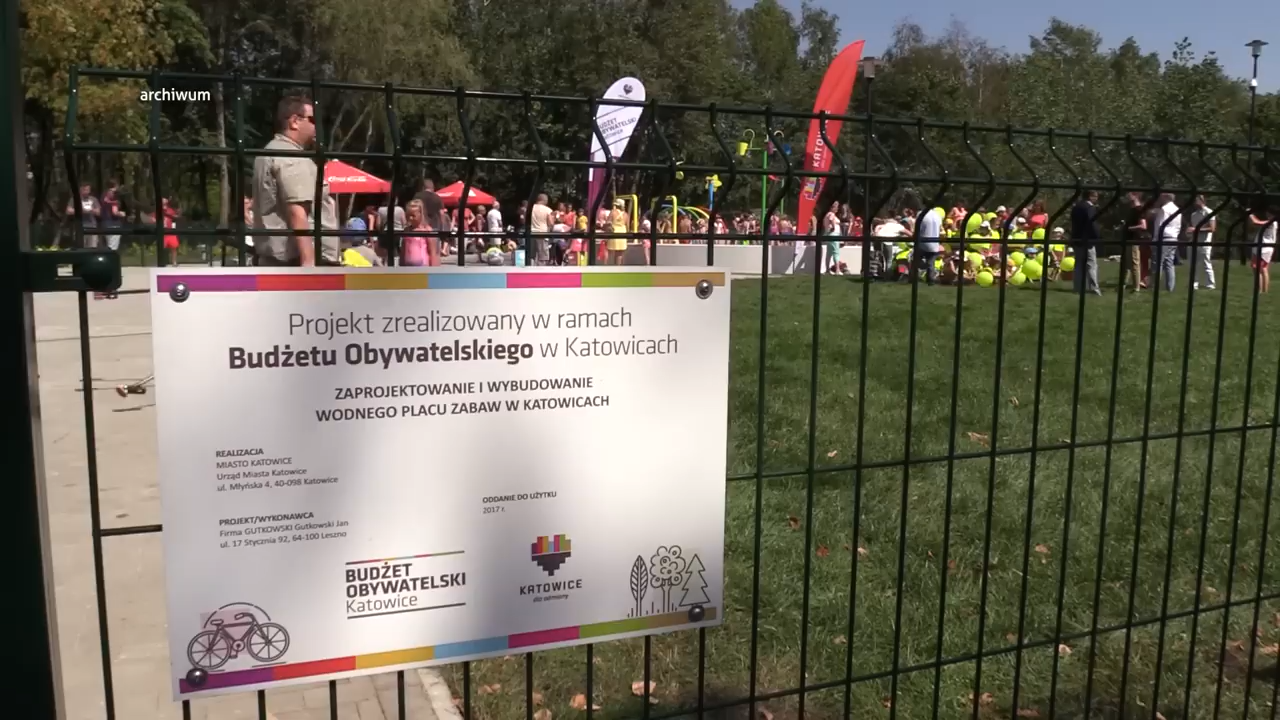 archiwum
BUDŻET
OBYWATELSKI
KATO
Projekt zrealizowany w ramach
Budżetu Obywatelskiego w Katowicach
ZAPROJEKTOWANIE I WYBUDOWANIE
WODNEGO PLACU ZABAW W KATOWICACH
REALIZACJA
MIASTO KATOWICE
Urząd Miasta Katowice
ul. Młyńska 4, 40-098 Katowice
PROJEKT/WYKONAWCA
Firma GUTKOWSKI Gutkowski Jan
ul. 17 Stycznia 92, 64-100 Leszno
ODDANIE DO UŻYTKU
2017 r.
BUDŻET
OBYWATELSKI
Katowice
KATOWICE
dla odmiany